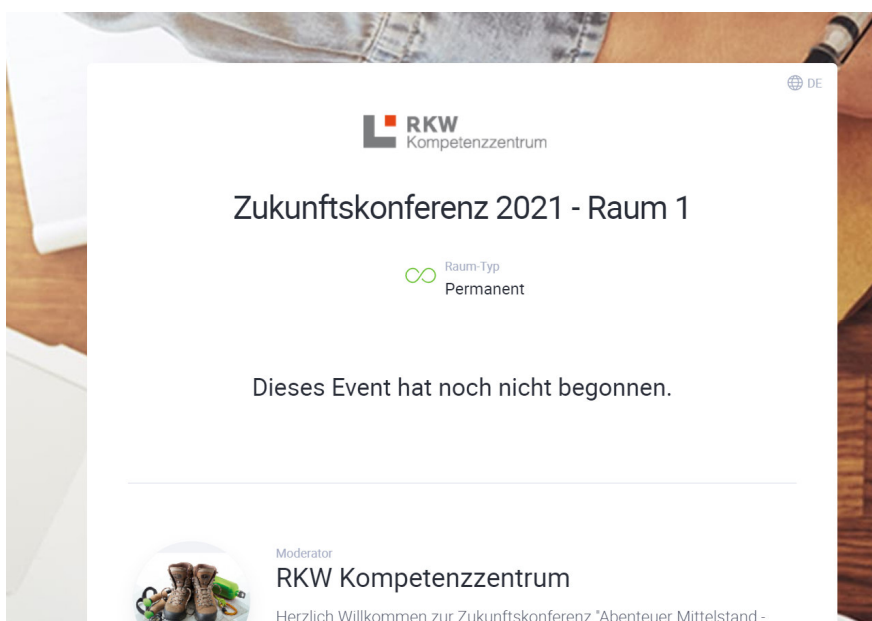 DE
RKW
Kompetenzzentrum
Zukunftskonferenz 2021 - Raum 1
Raum-Typ
Permanent
Dieses Event hat noch nicht begonnen.
Moderator
RKW Kompetenzzentrum
Herzlich Willkommen zur Zukunftskonferenz "Abenteuer Mittelstand -